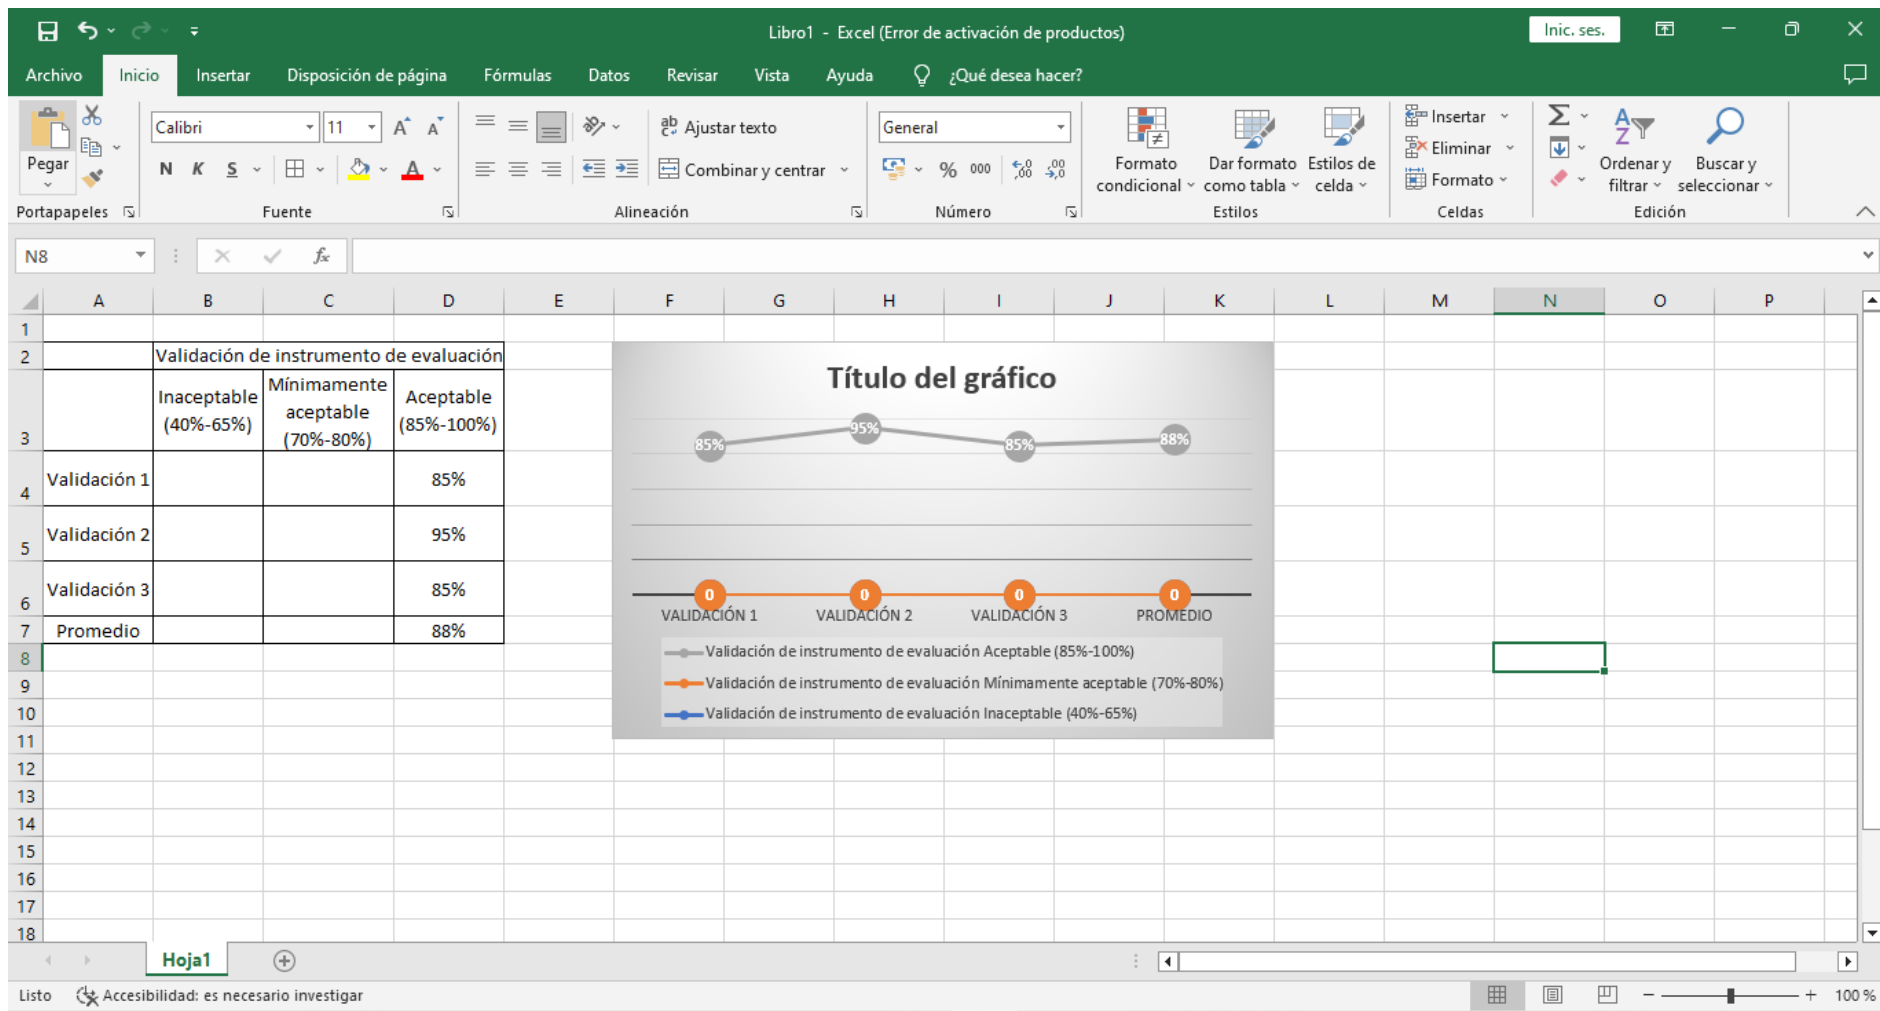 Libro1 - Excel (Error de activación de productos)
Inic. ses.
Archivo Inicio Insertar Disposición de página Fórmulas Datos Revisar Vista Ayuda ¿Qué desea hacer?
Pegar
Portapapeles
Calibri 11 A A
N K S A
Fuente
ab Ajustar texto
Combinar y centrar
Alineación
General
% 000
Número
Formato condicional
Dar formato como tabla
Estilos de celda
Estilos
Insertar
Eliminar
Formato
Celdas
Ordenar y filtrar
Buscar y seleccionar
Edición
N8 fx
A B C D E F G H I J K L M N O P
1
2 Validación de instrumento de evaluación
3 Inaceptable (40%-65%) Mínimamente aceptable (70%-80%) Aceptable (85%-100%)
4 Validación 1 85%
5 Validación 2 95%
6 Validación 3 85%
7 Promedio 88%
8
9
10
11
12
13
14
15
16
17
18
Título del gráfico
85% 95% 85% 88%
0 0 0 0
VALIDACIÓN 1 VALIDACIÓN 2 VALIDACIÓN 3 PROMEDIO
Validación de instrumento de evaluación Aceptable (85%-100%)
Validación de instrumento de evaluación Mínimamente aceptable (70%-80%)
Validación de instrumento de evaluación Inaceptable (40%-65%)
Hoja1
Listo Accesibilidad: es necesario investigar 100 %